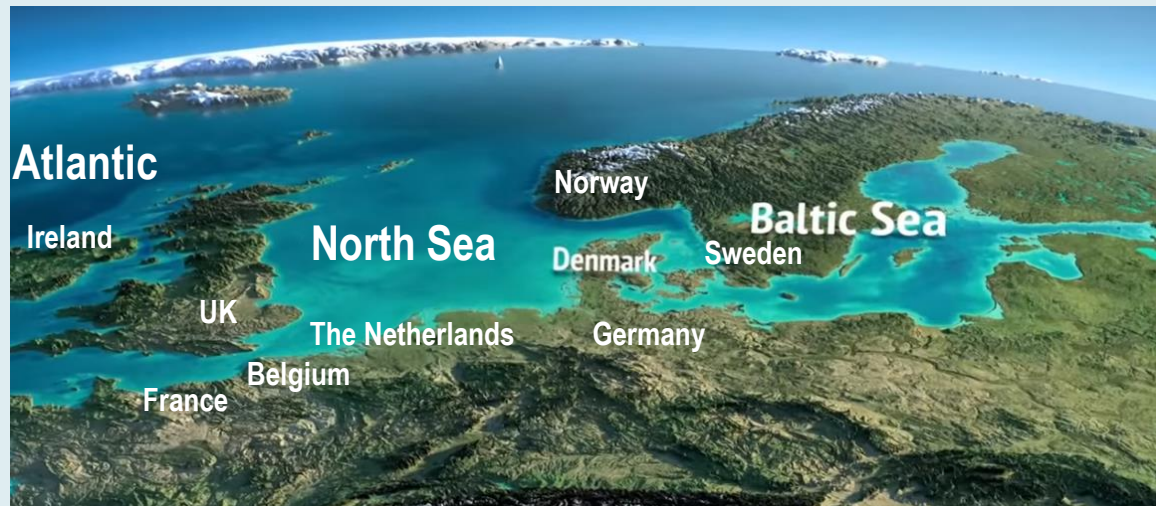 Atlantic
Norway
Baltic Sea
Ireland
North Sea
Denmark
Sweden
UK
The Netherlands
Germany
Belgium
France